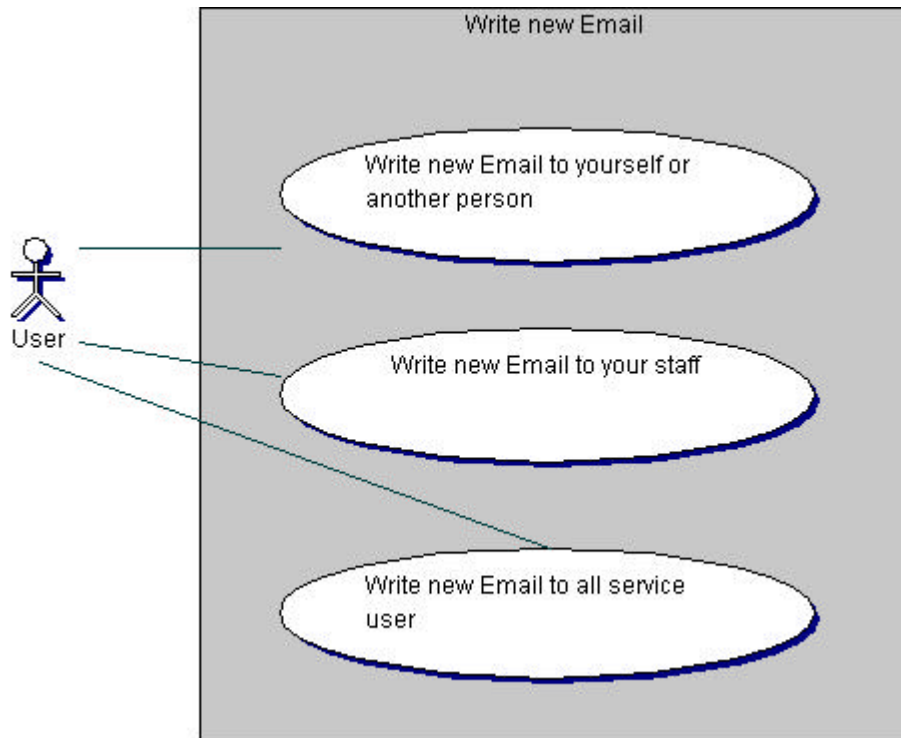 Write new Email
Write new Email to yourself or
another person
User
Write new Email to your staff
Write new Email to all service
user